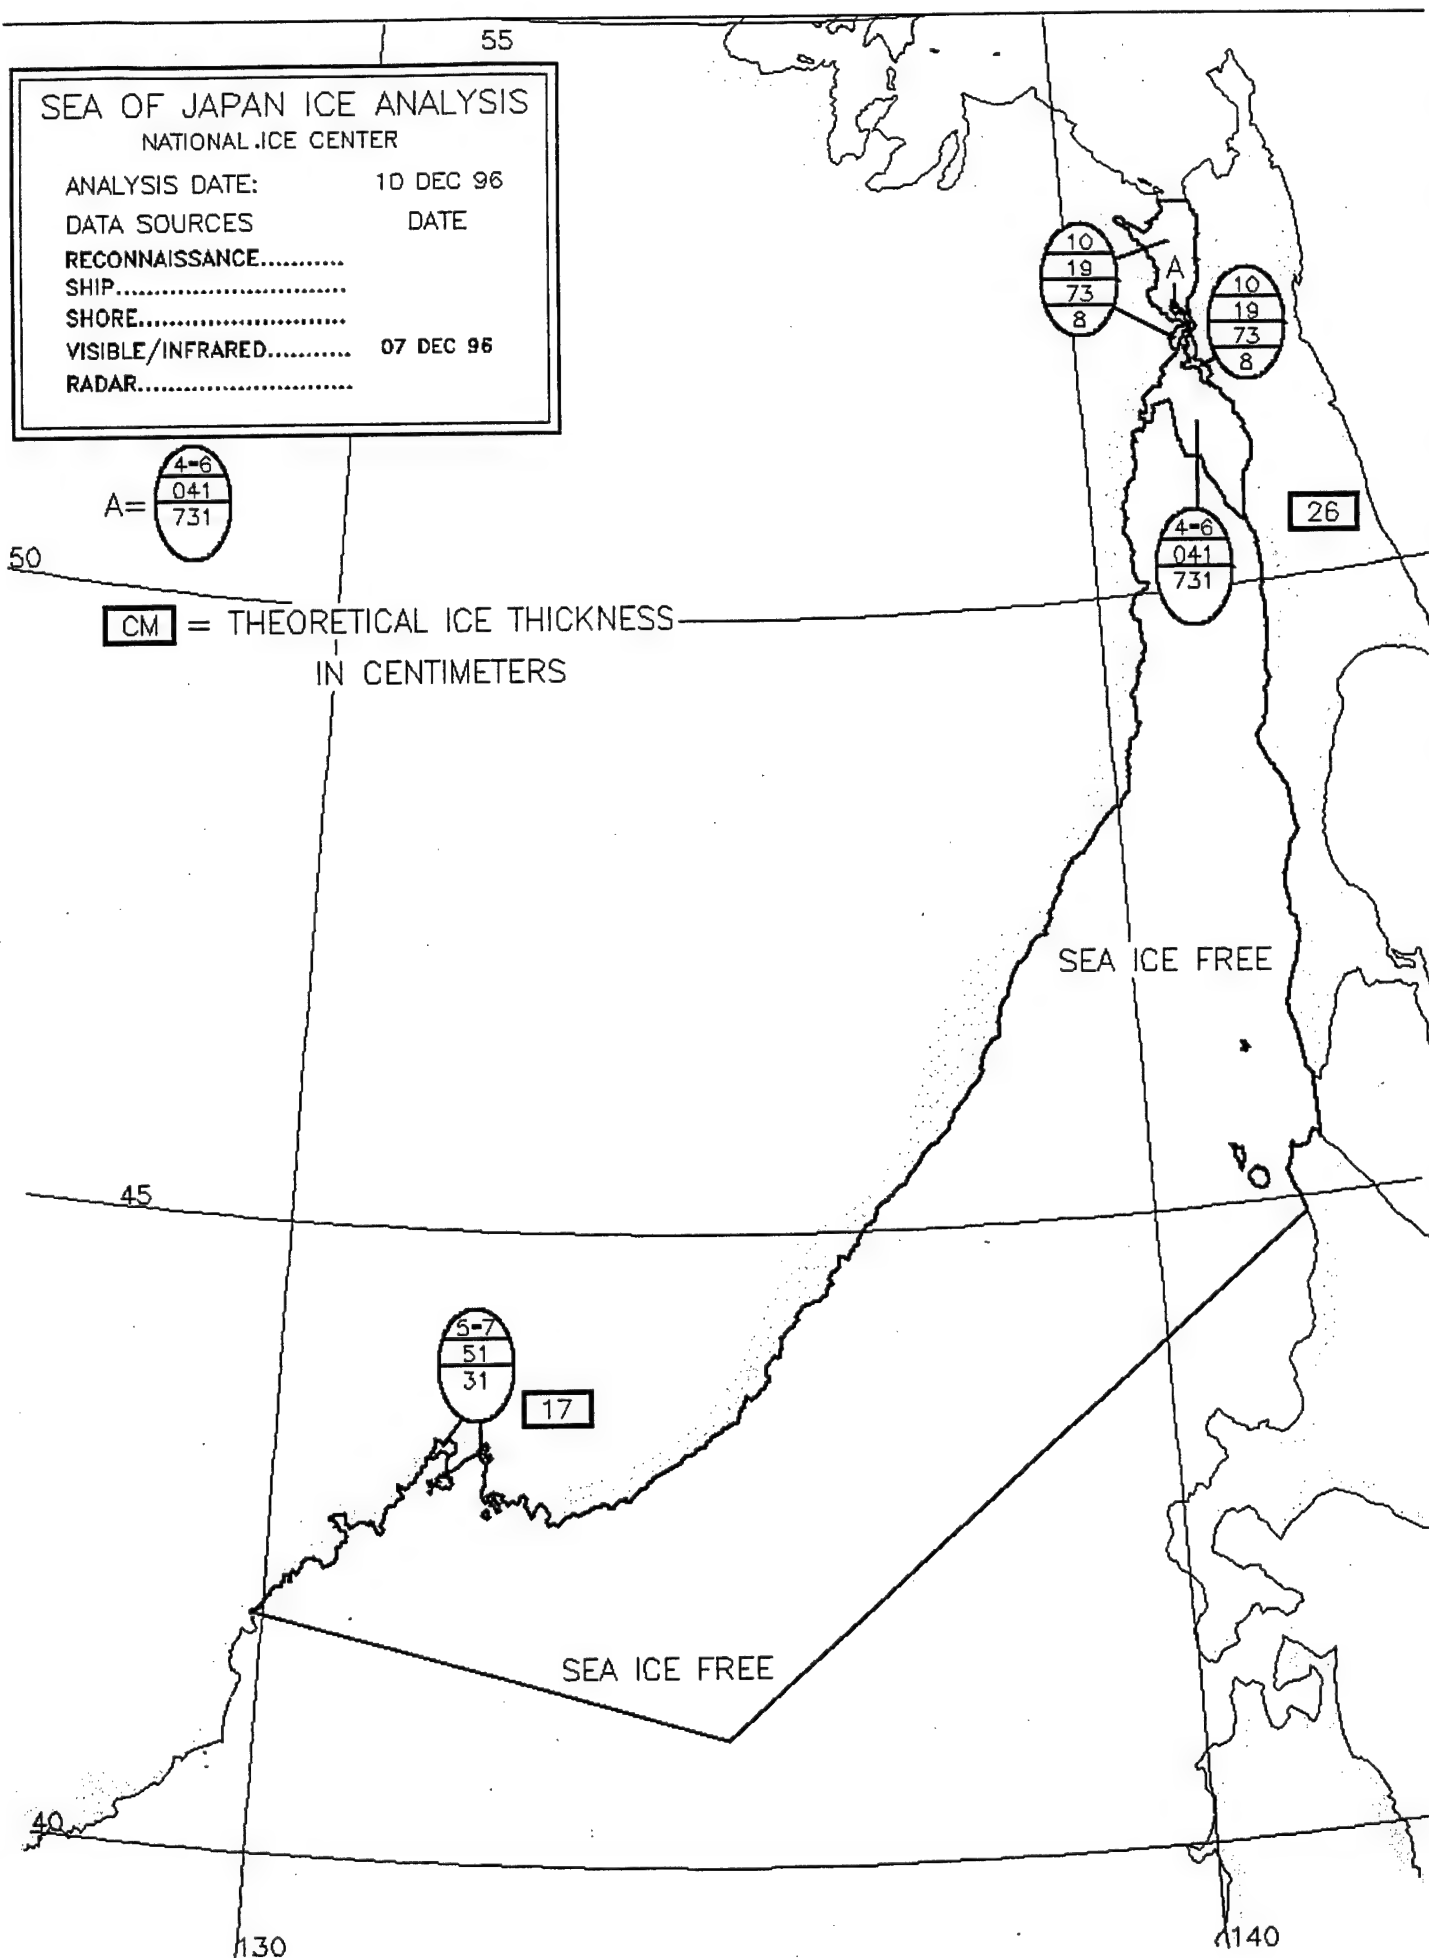 55
SEA OF JAPAN ICE ANALYSIS
NATIONAL ICE CENTER
ANALYSIS DATE: 10 DEC 96
DATA SOURCES DATE
RECONNAISSANCE...........
SHIP.............................
SHORE..........................
VISIBLE/INFRARED.......... 07 DEC 96
RADAR...........................
10
19
73
8
A
10
19
73
8
A=
4-6
041
731
26
4-6
041
731
50
CM = THEORETICAL ICE THICKNESS
IN CENTIMETERS
SEA ICE FREE
45
5-7
51
31
17
SEA ICE FREE
40
130
140